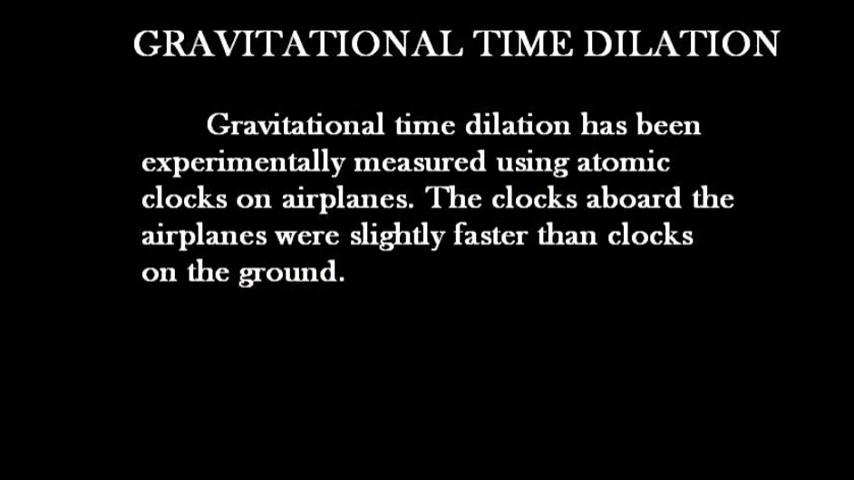 GRAVITATIONAL TIME DILATION
Gravitational time dilation has been
experimentally measured using atomic
clocks on airplanes. The clocks aboard the
airplanes were slightly faster than clocks
on the ground.